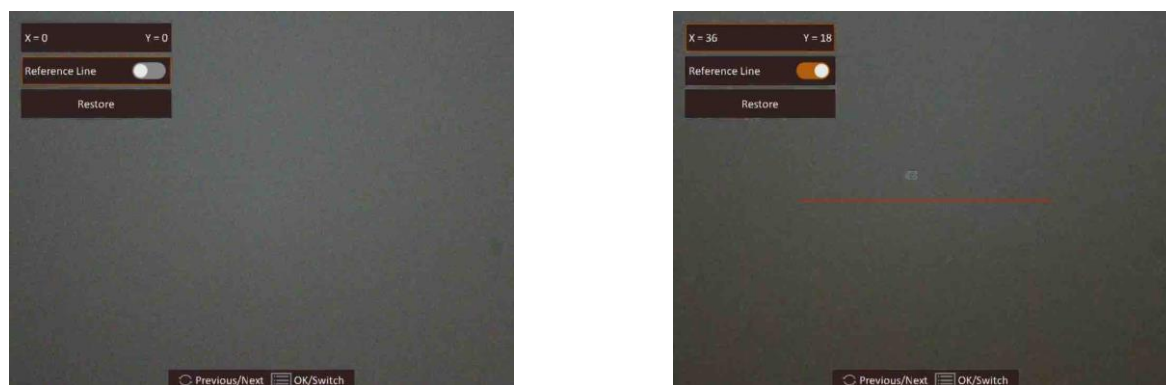 X = 0 Y = 0
Reference Line
Restore
Previous/Next OK/Switch
X = 36 Y = 18
Reference Line
Restore
Previous/Next OK/Switch